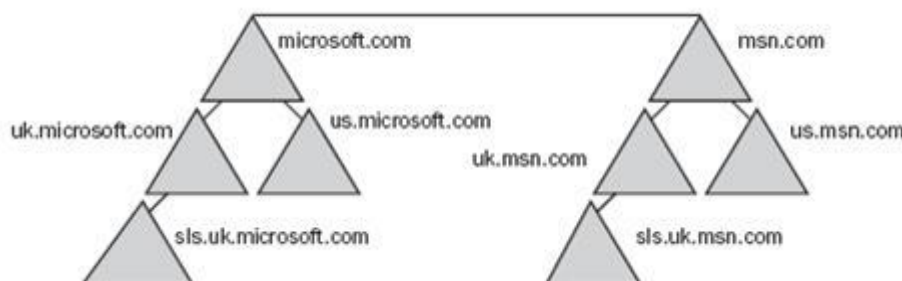 microsoft.com
msn.com
uk.microsoft.com
us.microsoft.com
uk.msn.com
us.msn.com
sls.uk.microsoft.com
sls.uk.msn.com